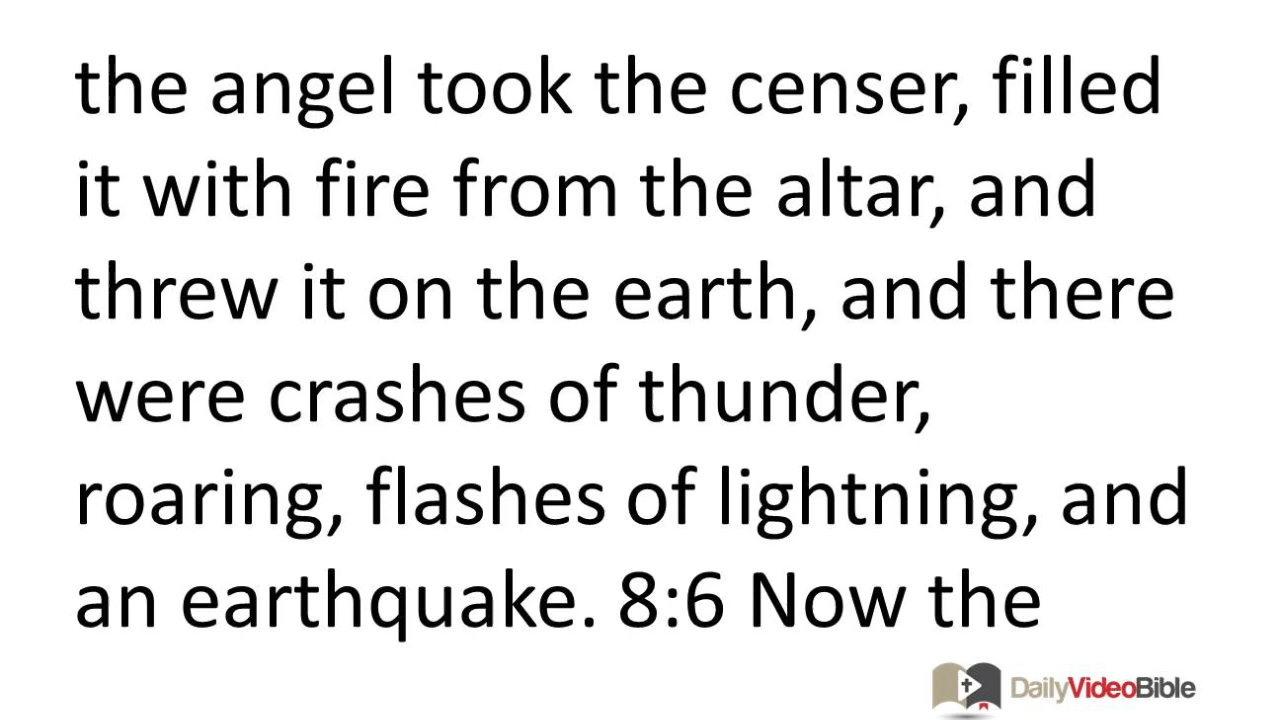 the angel took the censer, filled
it with fire from the altar, and
threw it on the earth, and there
were crashes of thunder,
roaring, flashes of lightning, and
an earthquake. 8:6 Now the
DailyVideoBible